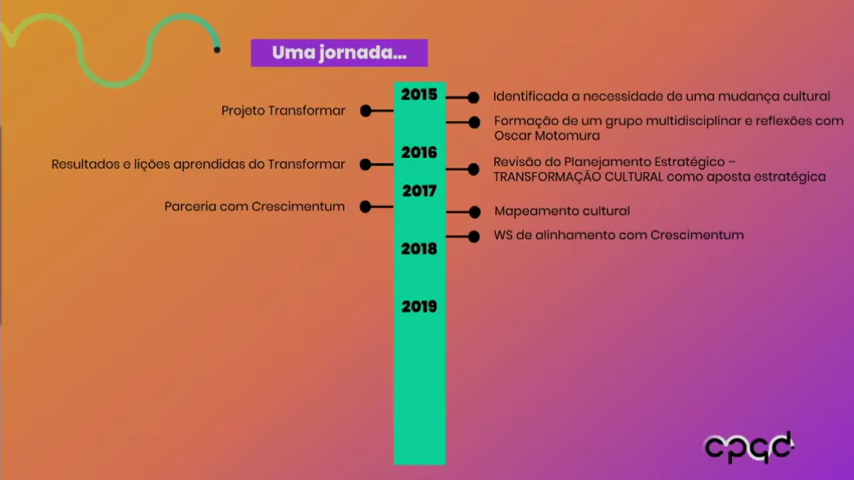 Uma jornada...
2015
Identificada a necessidade de uma mudança cultural
Projeto Transformar
Formação de um grupo multidisciplinar e reflexões com
Oscar Motomura
2016
Resultados e lições aprendidas do Transformar
Revisão do Planejamento Estratégico –
TRANSFORMAÇÃO CULTURAL como aposta estratégica
2017
Parceria com Crescimentum
Mapeamento cultural
WS de alinhamento com Crescimentum
2018
2019
cpqd